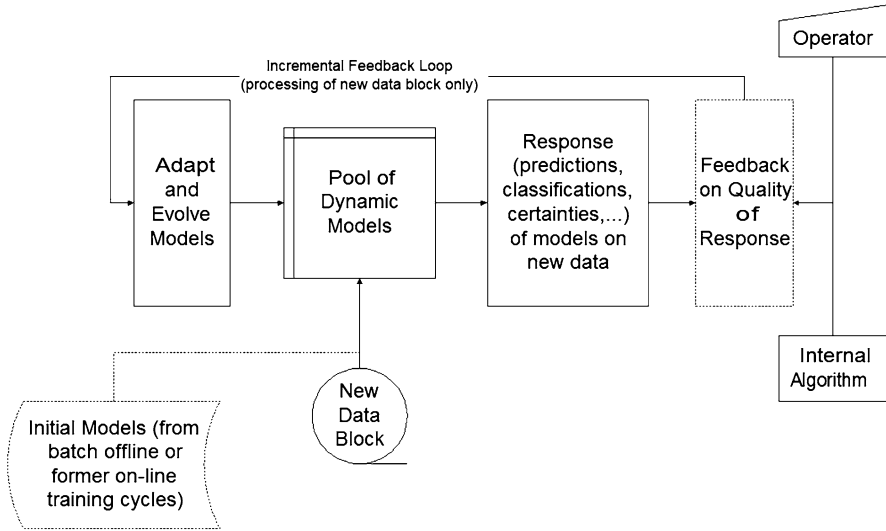 Operator
Incremental Feedback Loop
(processing of new data block only)
Adapt
and
Evolve
Models
Pool of
Dynamic
Models
Response
(predictions,
classifications,
certainties,...)
of models on
new data
Feedback
on Quality
of
Response
Internal
Algorithm
New
Data
Block
Initial Models (from
batch offline or
former on-line
training cycles)